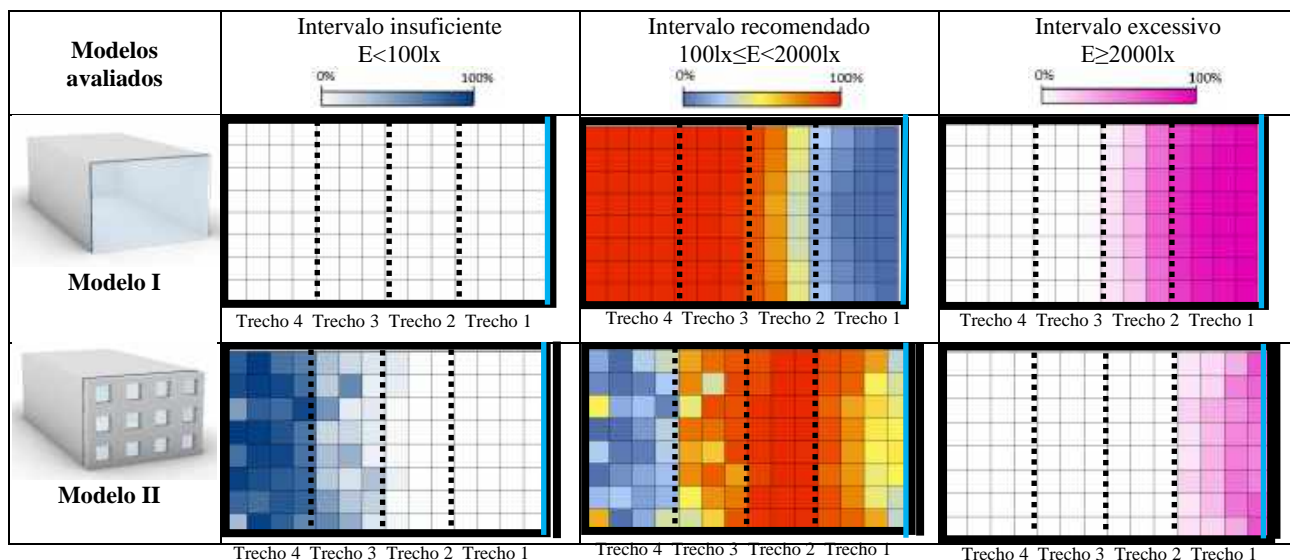 Modelos
avaliados
Intervalo insuficiente
E<100lx
0% 100%
Intervalo recomendado
100lx≤E<2000lx
0% 100%
Intervalo excessivo
E≥2000lx
0% 100%
Modelo I
Trecho 4 Trecho 3 Trecho 2 Trecho 1
Trecho 4 Trecho 3 Trecho 2 Trecho 1
Trecho 4 Trecho 3 Trecho 2 Trecho 1
Modelo II
Trecho 4 Trecho 3 Trecho 2 Trecho 1
Trecho 4 Trecho 3 Trecho 2 Trecho 1
Trecho 4 Trecho 3 Trecho 2 Trecho 1